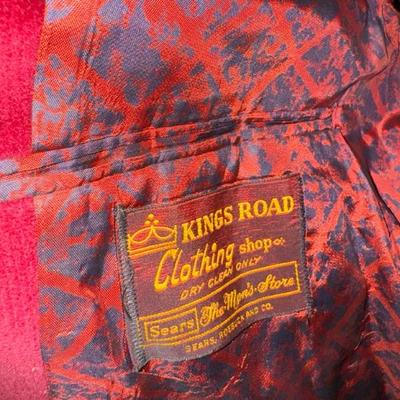 KINGS ROAD
Clothing shop
DRY CLEAN ONLY
Sears The Men's Store
SEARS, ROEBUCK AND CO.